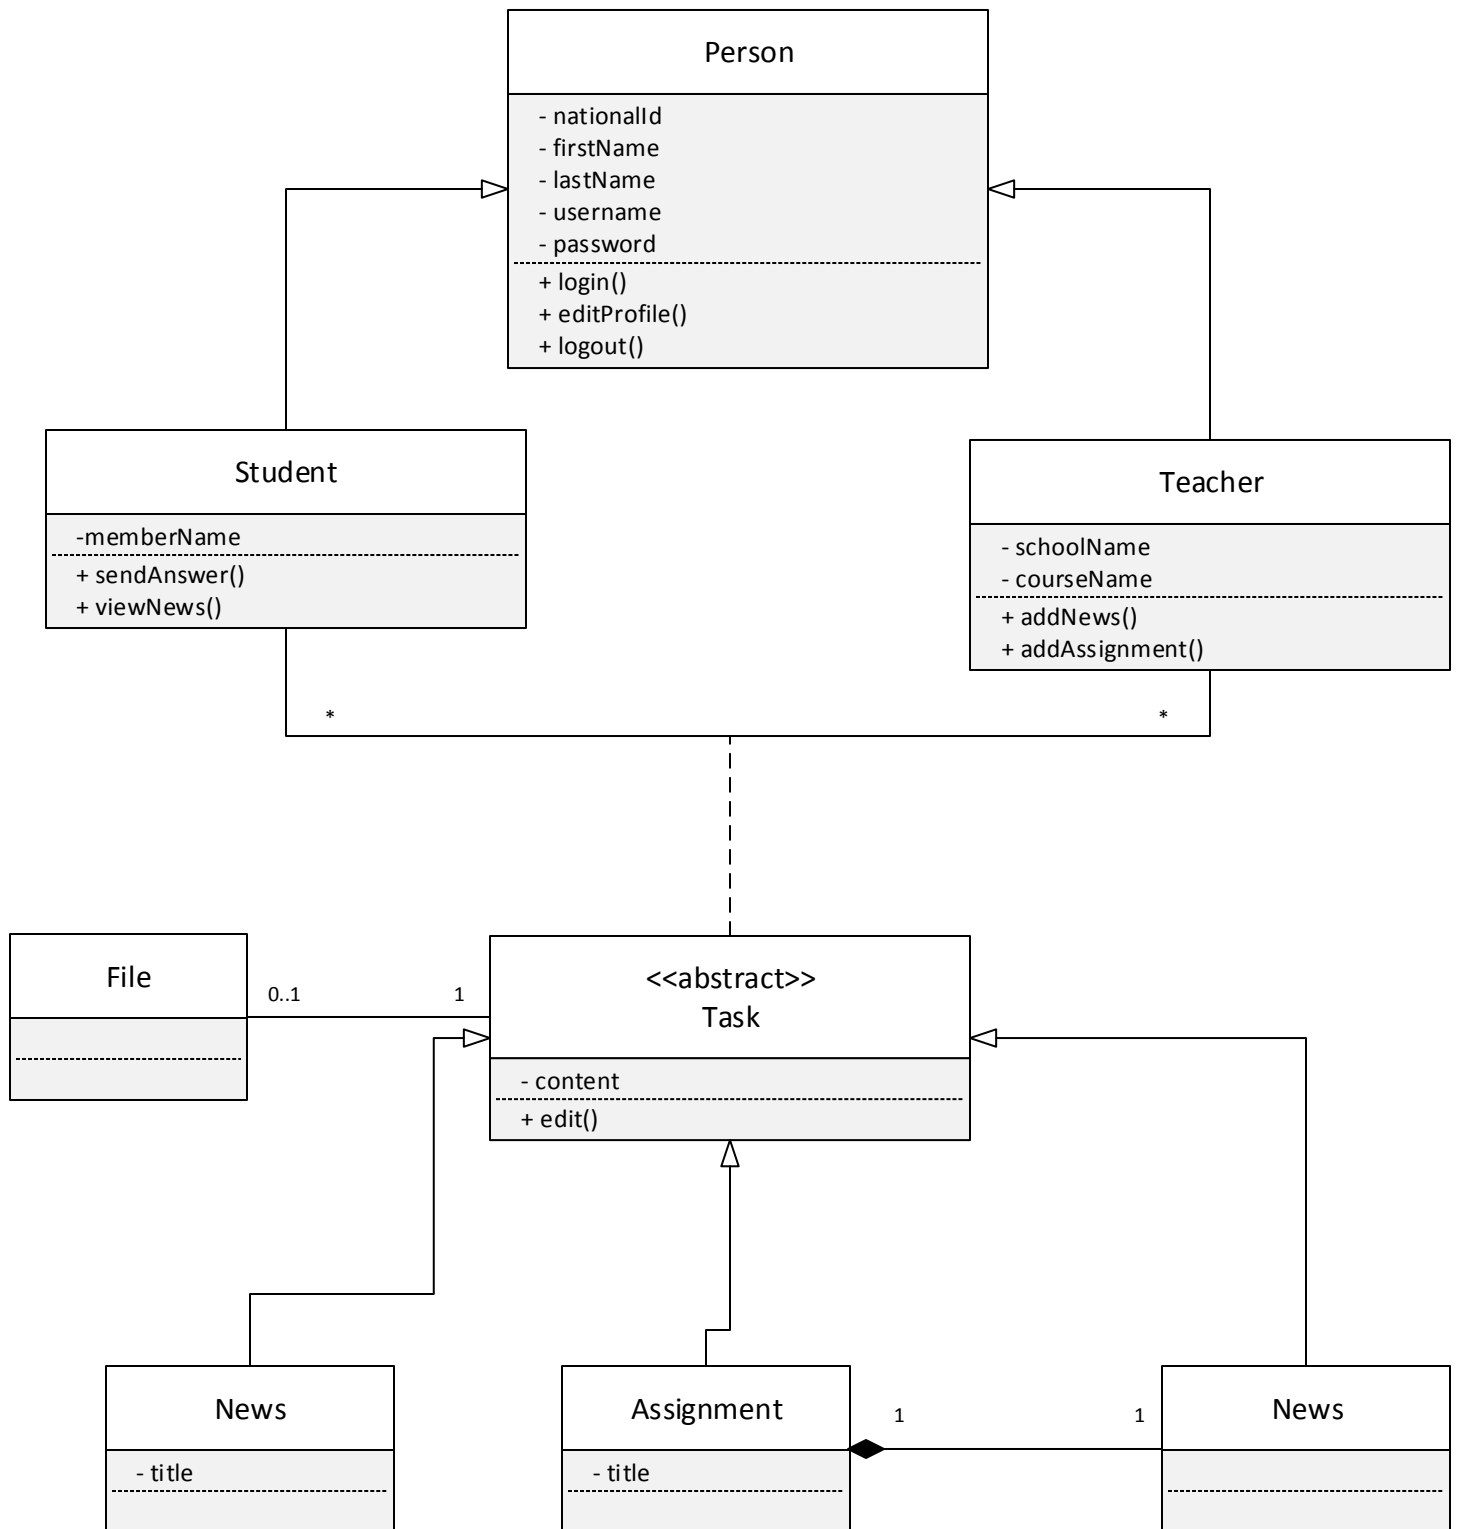 Person
- nationalId
- firstName
- lastName
- username
- password
+ login()
+ editProfile()
+ logout()
Student
-memberName
+ sendAnswer()
+ viewNews()
Teacher
- schoolName
- courseName
+ addNews()
+ addAssignment()
*
*
File
0..1
1
<<abstract>>
Task
- content
+ edit()
News
- title
Assignment
- title
1
1
News